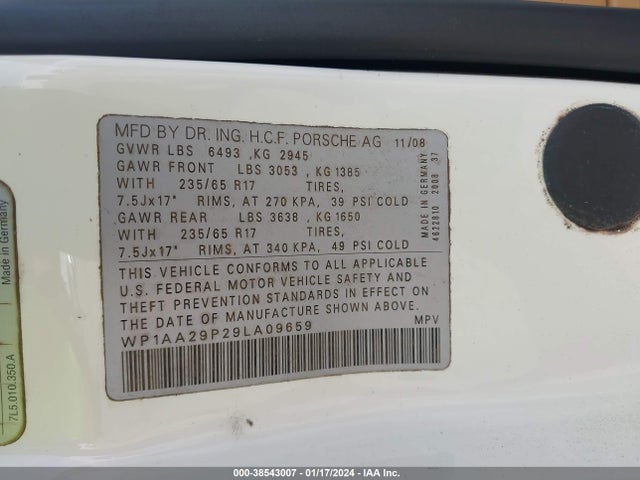 MFD BY DR. ING. H.C.F. PORSCHE AG 11/08
GVWR LBS 6493 ,KG 2945
GAWR FRONT LBS 3053 , KG 1385
WITH 235/65 R17 TIRES,
7.5Jx17" RIMS, AT 270 KPA, 39 PSI COLD
GAWR REAR LBS 3638 , KG 1650
WITH 235/65 R17 TIRES,
7.5Jx17" RIMS, AT 340 KPA, 49 PSI COLD
THIS VEHICLE CONFORMS TO ALL APPLICABLE
U.S. FEDERAL MOTOR VEHICLE SAFETY AND
THEFT PREVENTION STANDARDS IN EFFECT ON
THE DATE OF MANUFACTURE SHOWN ABOVE.
WP1AA29P29LA09659 MPV
MADE IN GERMANY
4622810 2608 37
Made in Germany
7L5.010.350.A
000-38543007 - 01/17/2024 - IAA Inc.